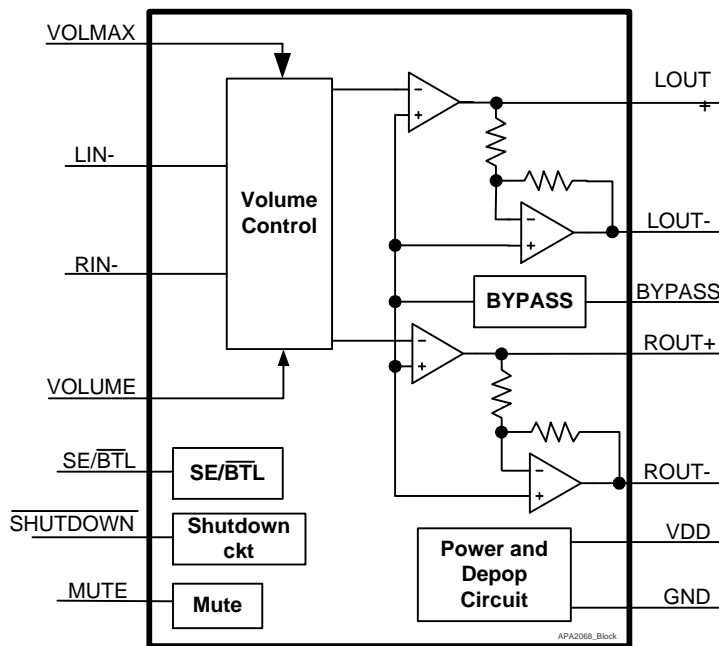 VOLMAX
LIN-
RIN-
VOLUME
SE/BTL
SHUTDOWN
MUTE
Volume
Control
SE/BTL
Shutdown
ckt
Mute
−
+
−
+
BYPASS
−
+
−
+
Power and
Depop
Circuit
LOUT
+
LOUT-
BYPASS
ROUT+
ROUT-
VDD
GND
APA2068_Block